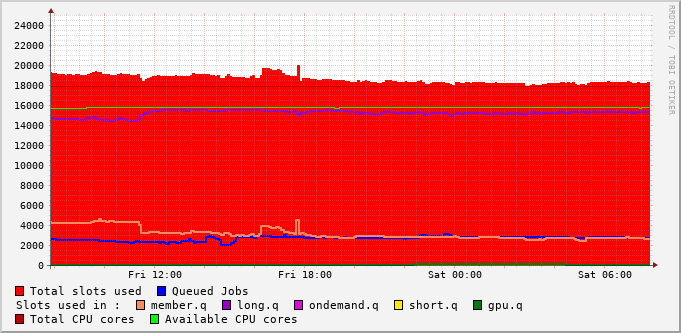 RRDTOOL / TOBI OETIKER
24000
22000
20000
18000
16000
14000
12000
10000
8000
6000
4000
2000
0
Fri 12:00 Fri 18:00 Sat 00:00 Sat 06:00
Total slots used Queued Jobs
Slots used in : member.q long.q ondemand.q short.q gpu.q
Total CPU cores Available CPU cores